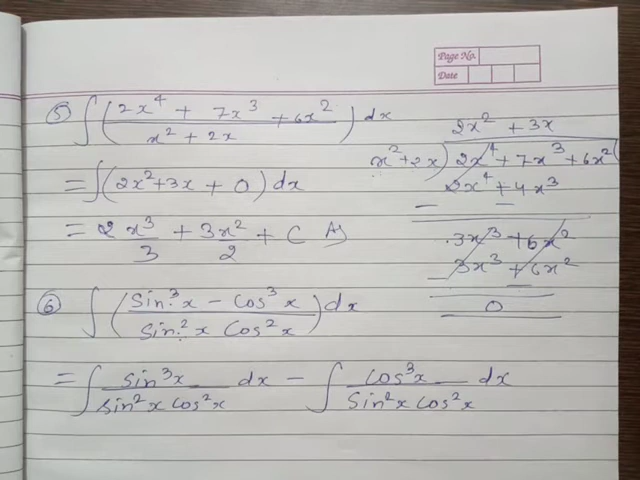 Page No.
Date
5) ∫ ( (2x⁴ + 7x³ + 6x²) / (x² + 2x) ) dx
= ∫ (2x² + 3x + 0) dx
= 2 x³/3 + 3x²/2 + C
2x² + 3x
x² + 2x ) 2x⁴ + 7x³ + 6x²
2x⁴ + 4x³
− −
3x³ + 6x²
3x³ + 6x²
− −
0
6) ∫ ( (Sin³x − Cos³x) / (Sin²x Cos²x) ) dx
= ∫ Sin³x / (Sin²x Cos²x) dx − ∫ Cos³x / (Sin²x Cos²x) dx